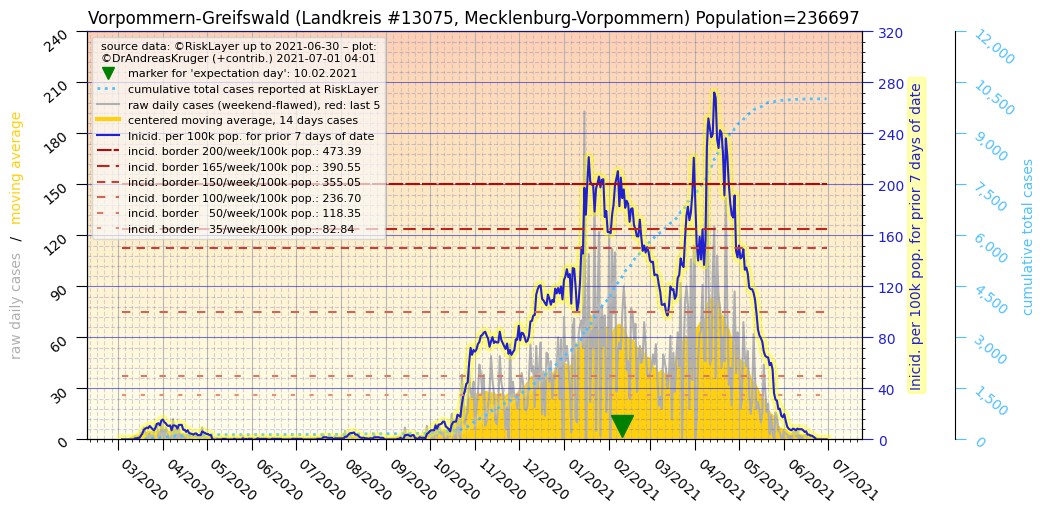 Vorpommern-Greifswald (Landkreis #13075, Mecklenburg-Vorpommern) Population=236697
source data: ©RiskLayer up to 2021-06-30 – plot:
©DrAndreasKruger (+contrib.) 2021-07-01 04:01
marker for 'expectation day': 10.02.2021
cumulative total cases reported at RiskLayer
raw daily cases (weekend-flawed), red: last 5
centered moving average, 14 days cases
Inicid. per 100k pop. for prior 7 days of date
incid. border 200/week/100k pop.: 473.39
incid. border 165/week/100k pop.: 390.55
incid. border 150/week/100k pop.: 355.05
incid. border 100/week/100k pop.: 236.70
incid. border   50/week/100k pop.: 118.35
incid. border   35/week/100k pop.: 82.84
raw daily cases / moving average
240
210
180
150
120
90
60
30
0
03/2020
04/2020
05/2020
06/2020
07/2020
08/2020
09/2020
10/2020
11/2020
12/2020
01/2021
02/2021
03/2021
04/2021
05/2021
06/2021
07/2021
320
280
240
200
160
120
80
40
0
Inicid. per 100k pop. for prior 7 days of date
12,000
10,500
9,000
7,500
6,000
4,500
3,000
1,500
0
cumulative total cases